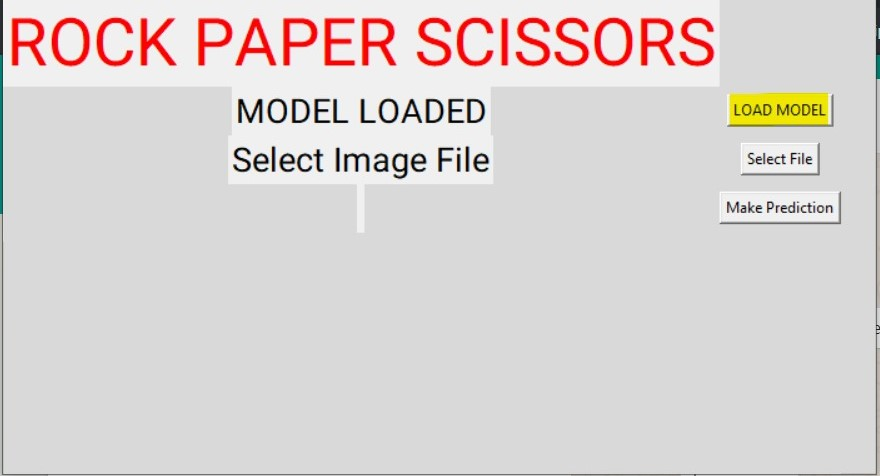 ROCK PAPER SCISSORS
MODEL LOADED
LOAD MODEL
Select Image File
Select File
Make Prediction